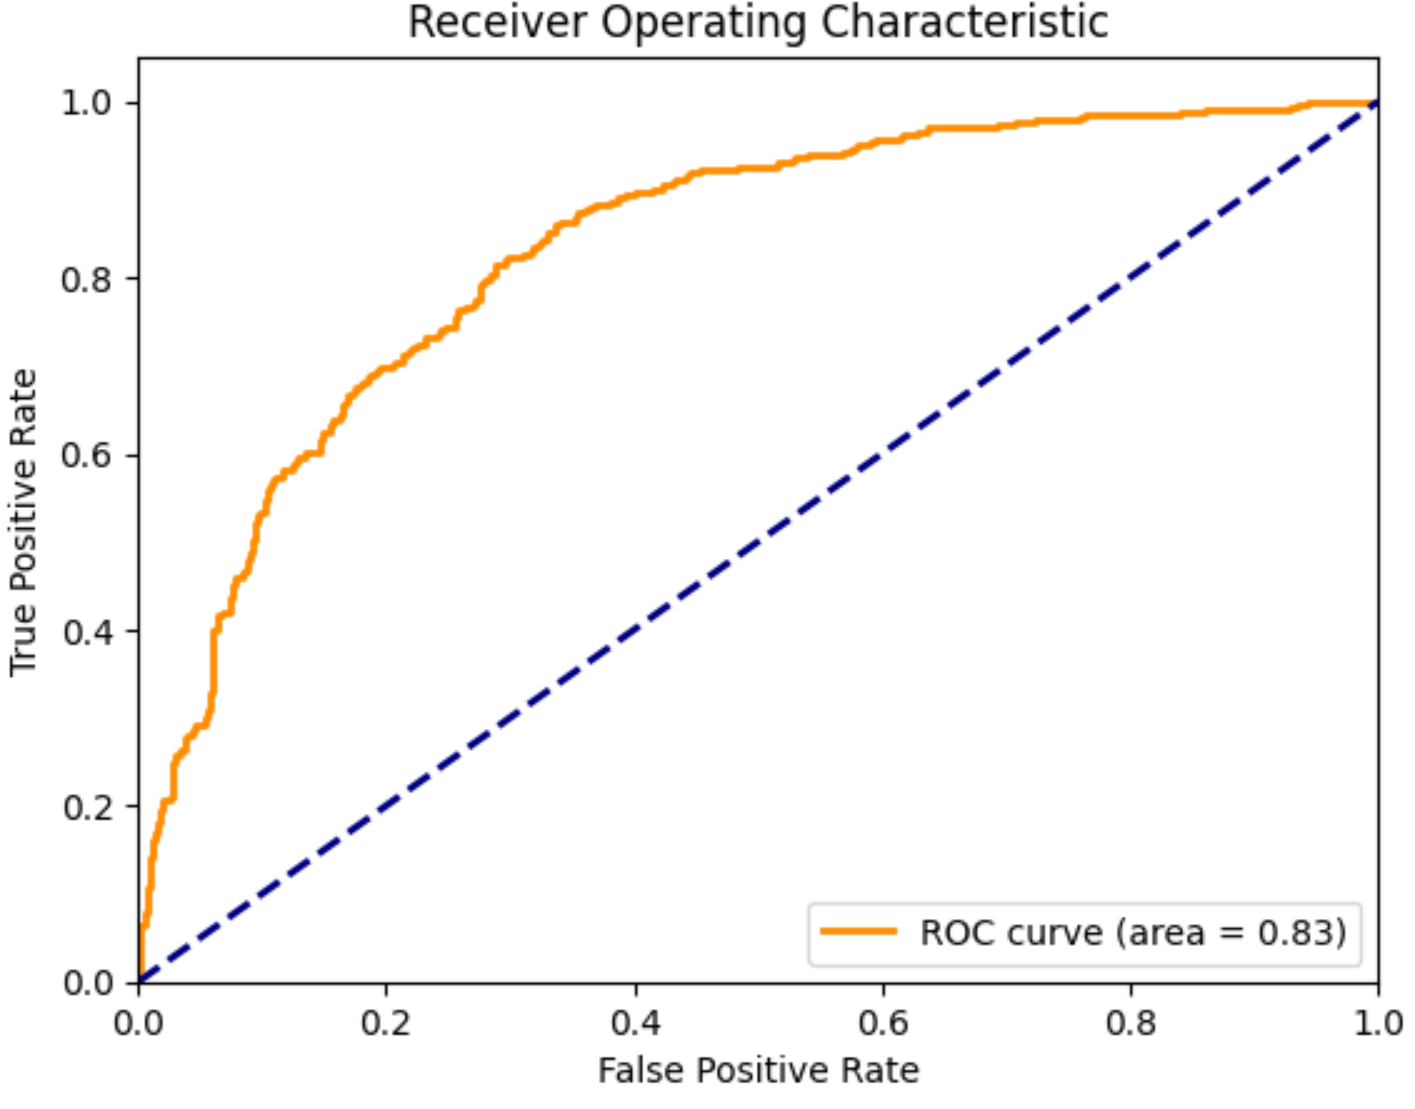 Receiver Operating Characteristic
1.0
0.8
0.6
0.4
0.2
0.0
True Positive Rate
0.0 0.2 0.4 0.6 0.8 1.0
False Positive Rate
ROC curve (area = 0.83)